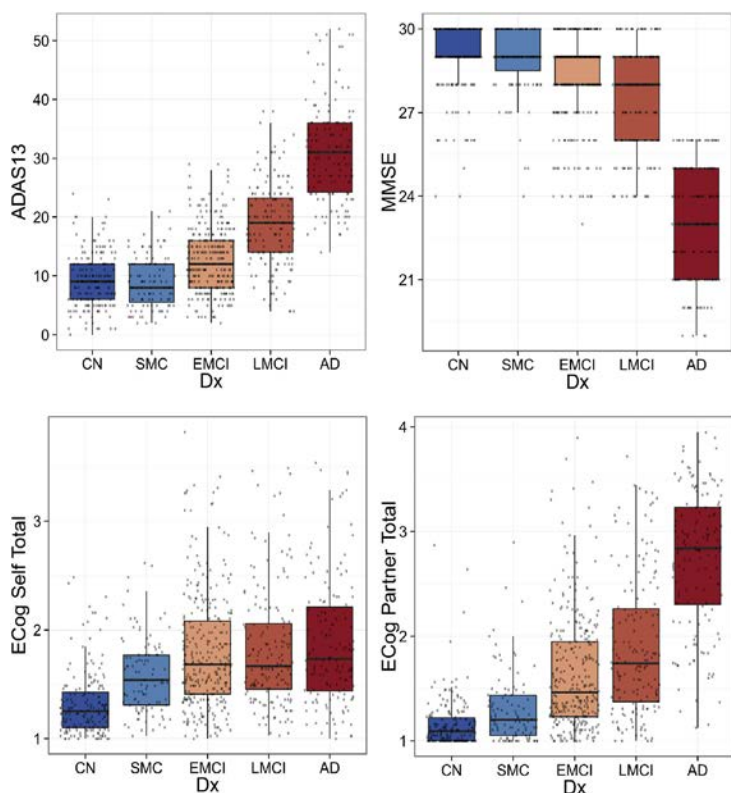 ADAS13
50
40
30
20
10
0
CN SMC EMCI LMCI AD
Dx
MMSE
30
27
24
21
CN SMC EMCI LMCI AD
Dx
ECog Self Total
3
2
1
CN SMC EMCI LMCI AD
Dx
ECog Partner Total
4
3
2
1
CN SMC EMCI LMCI AD
Dx